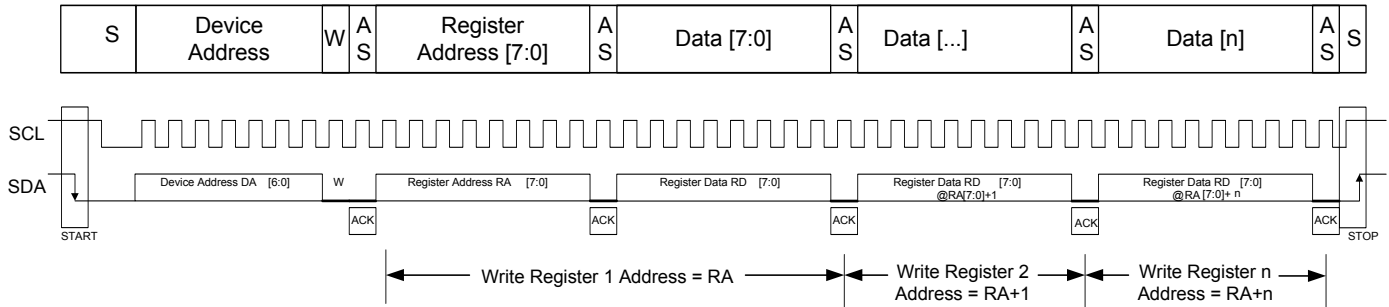 S Device Address W A S Register Address [7:0] A S Data [7:0] A S Data [...] A S Data [n] A S S
SCL
SDA
Device Address DA [6:0] W Register Address RA [7:0] Register Data RD [7:0] Register Data RD [7:0] Register Data RD [7:0]
@RA[7:0]+1 @RA [7:0]+ n
ACK ACK ACK ACK ACK
START STOP
Write Register 1 Address = RA Write Register 2 Write Register n
Address = RA+1 Address = RA+n